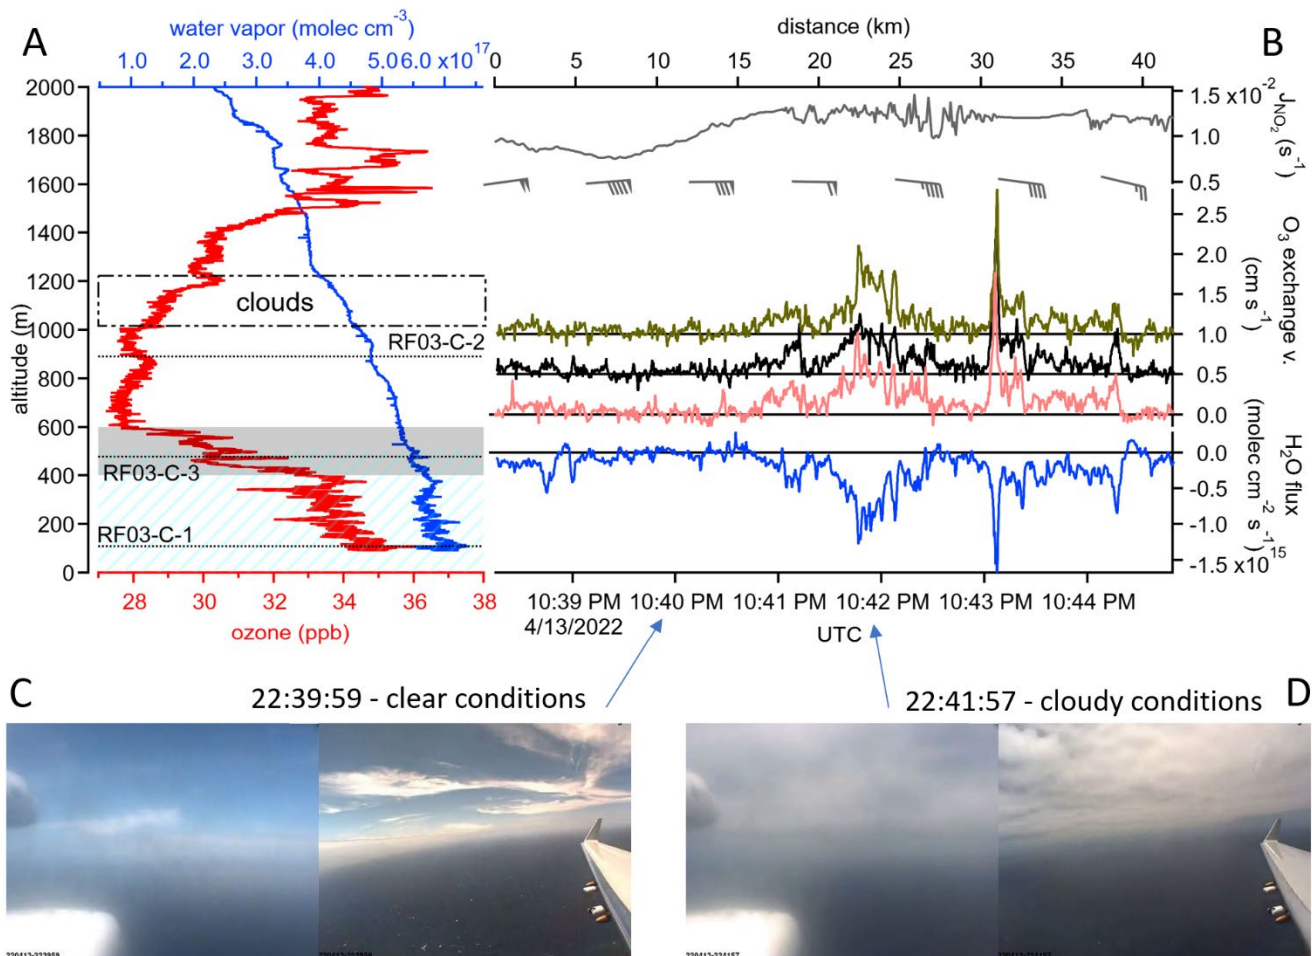 A
water vapor (molec cm-3)
1.0 2.0 3.0 4.0 5.0 6.0 x10^17
2000
1800
1600
1400
1200
1000
800
600
400
200
0
altitude (m)
clouds
RF03-C-2
RF03-C-3
RF03-C-1
28 30 32 34 36 38
ozone (ppb)
B
distance (km)
0 5 10 15 20 25 30 35 40
1.5 x10^-2
1.0
0.5
J_NO2 (s^-1)
2.5
2.0
1.5
1.0
0.5
0.0
O3 exchange v.
(cm s^-1)
0.0
-0.5
-1.0
-1.5 x10^15
H2O flux
(molec cm^-2 s^-1)
10:39 PM 10:40 PM 10:41 PM 10:42 PM 10:43 PM 10:44 PM
4/13/2022
UTC
C
22:39:59 - clear conditions
22:41:57 - cloudy conditions
D
220413-223959
220413-224157